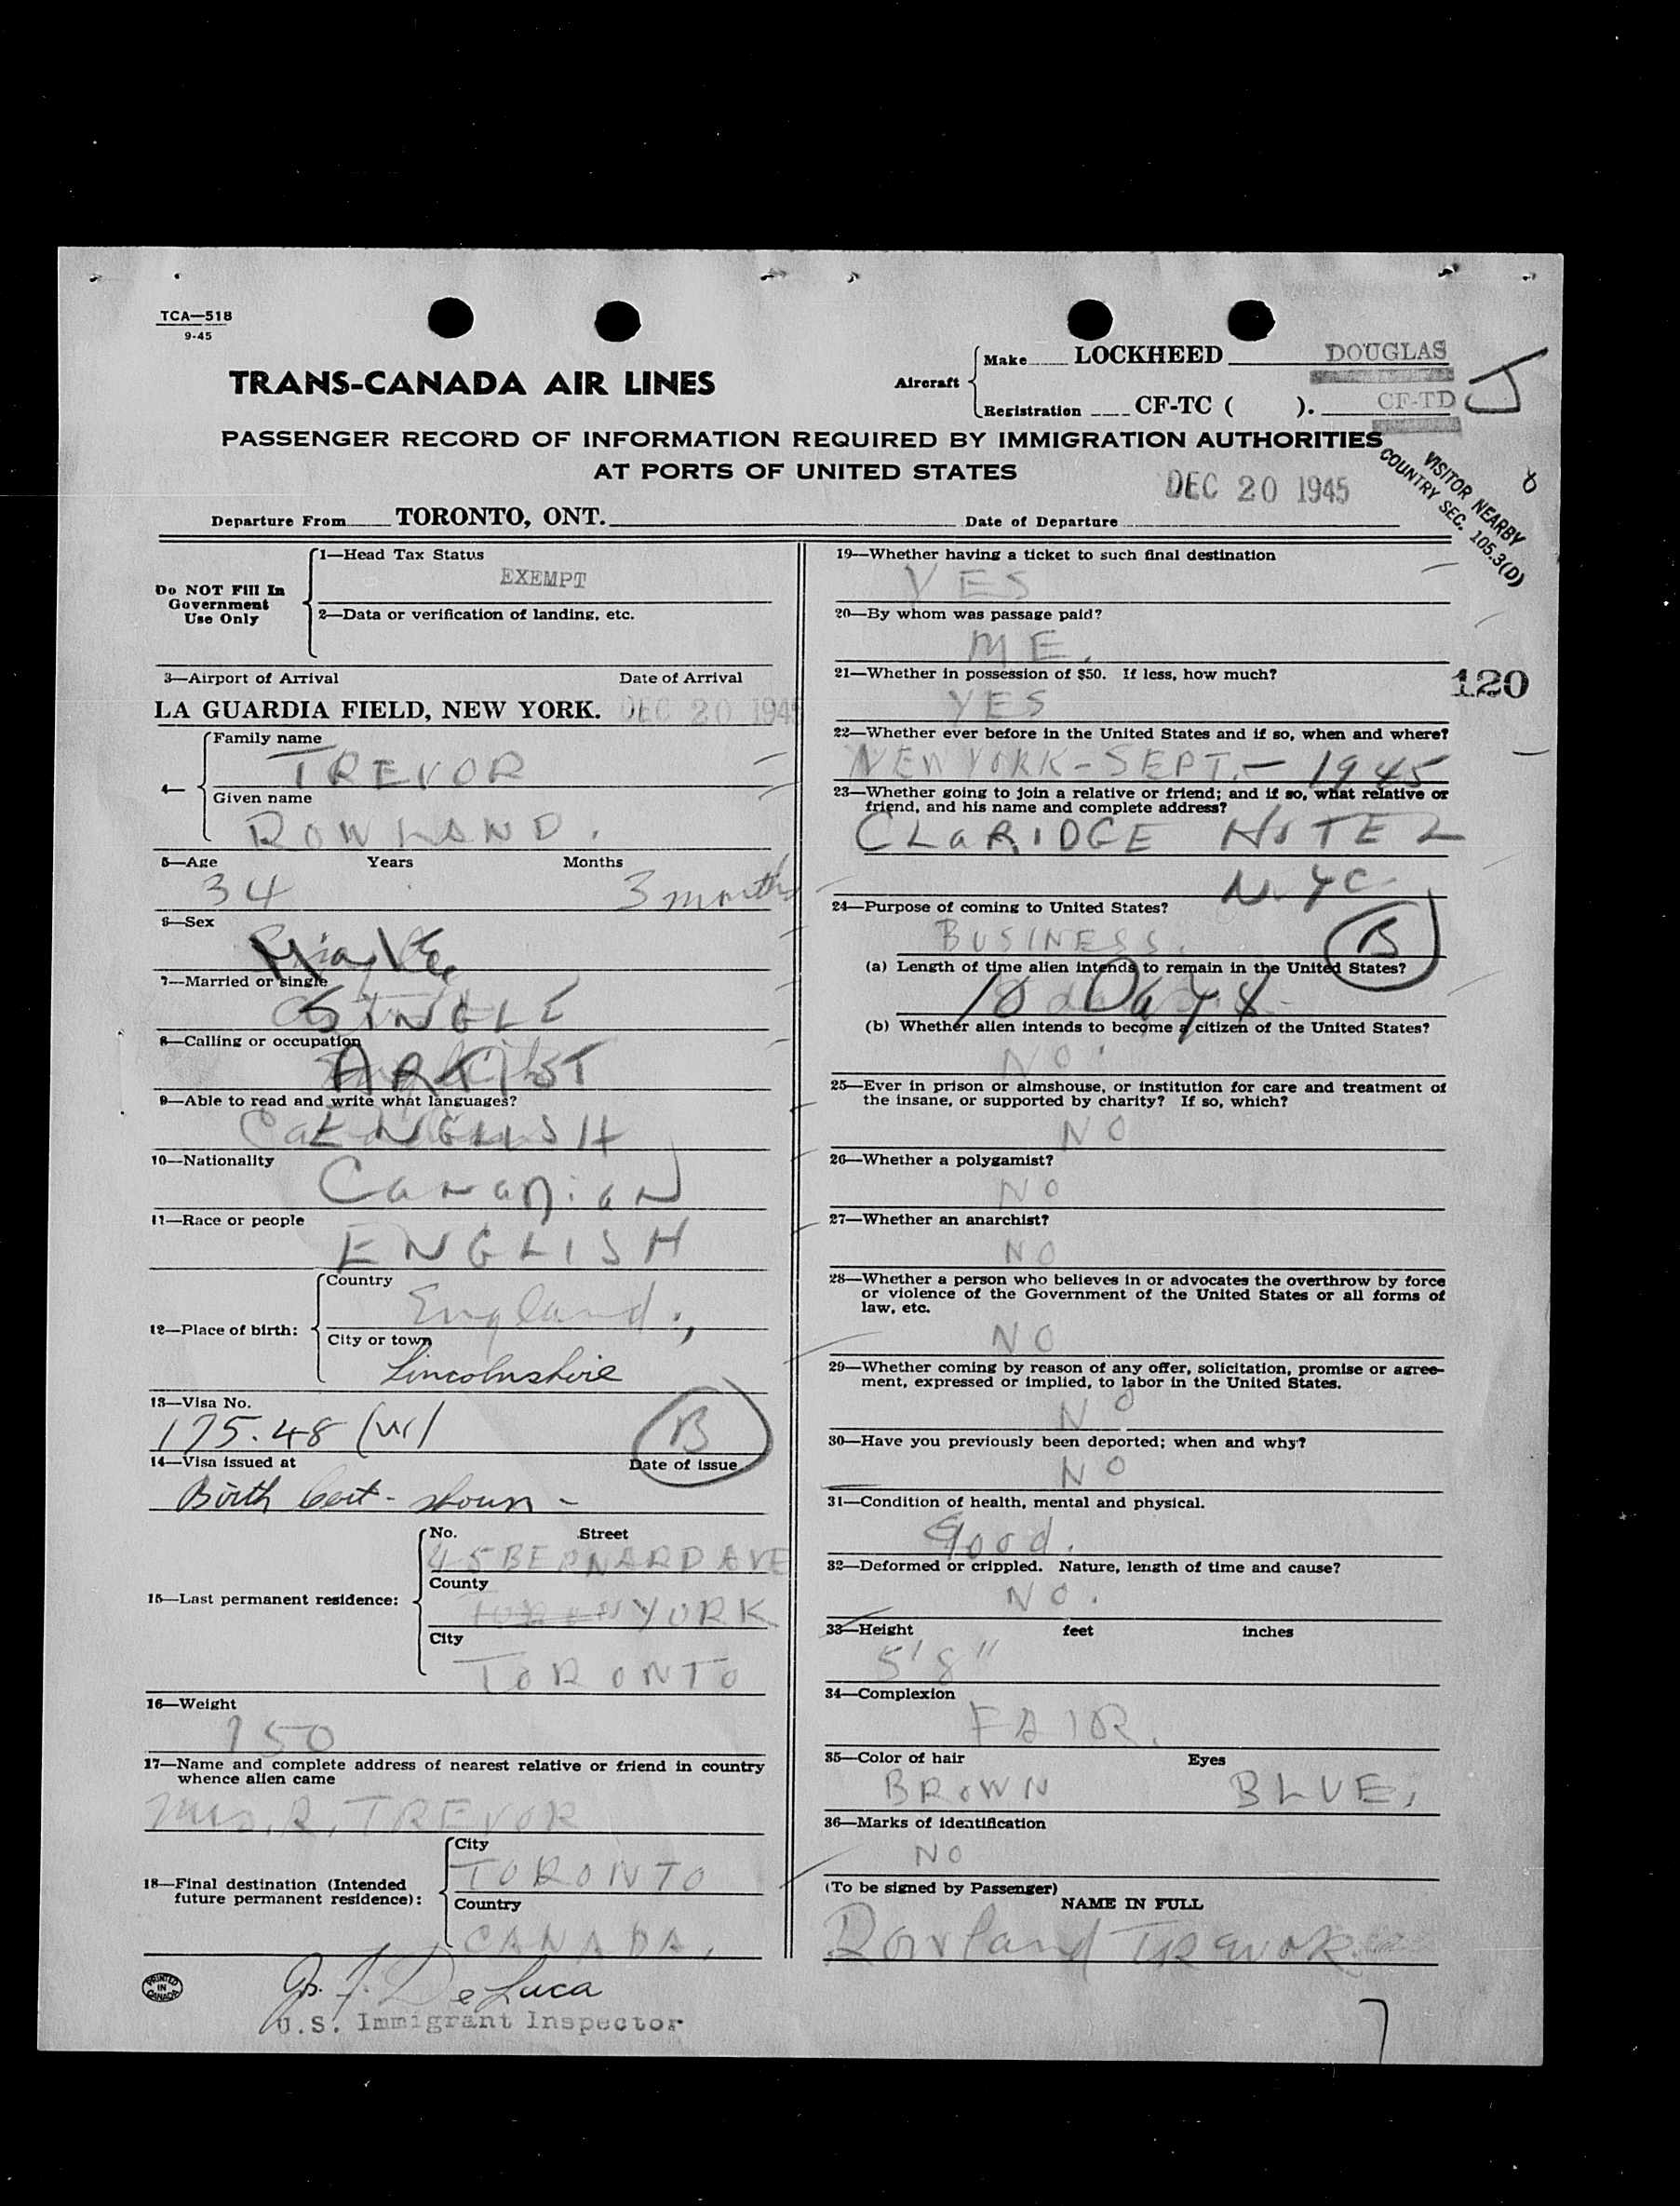 TCA—518
9-45
TRANS-CANADA AIR LINES
Aircraft
Make LOCKHEED DOUGLAS
Registration CF-TC ( ). CF-TD
PASSENGER RECORD OF INFORMATION REQUIRED BY IMMIGRATION AUTHORITIES
AT PORTS OF UNITED STATES
DEC 20 1945
VISITOR NEARBY
COUNTRY SEC. 105.3(D)
Departure From TORONTO, ONT. Date of Departure
Do NOT Fill In
Government
Use Only
1—Head Tax Status
EXEMPT
2—Data or verification of landing, etc.
3—Airport of Arrival Date of Arrival
LA GUARDIA FIELD, NEW YORK. DEC 20 1945
4—
Family name
TREVOR
Given name
ROWLAND.
5—Age Years Months
34 3 months
6—Sex
Male
7—Married or single
SINGLE
8—Calling or occupation
ARTIST
9—Able to read and write what languages?
ENGLISH
10—Nationality
Canadian
11—Race or people
ENGLISH
12—Place of birth:
Country
England.,
City or town
Lincolnshire
13—Visa No.
175.48 (w)
B
14—Visa issued at Date of issue
Birth Cert - shown -
15—Last permanent residence:
No. Street
45 BERNARD AVE
County
YORK
City
TORONTO
16—Weight
150
17—Name and complete address of nearest relative or friend in country
whence alien came
Mrs. R. TREVOR
18—Final destination (Intended
future permanent residence):
City
TORONTO
Country
CANADA.
PRINTED
IN
CANADA
De Luca
U.S. Immigrant Inspector
19—Whether having a ticket to such final destination
YES
20—By whom was passage paid?
ME.
21—Whether in possession of $50. If less, how much?
120
YES
22—Whether ever before in the United States and if so, when and where?
NEW YORK - SEPT. - 1945
23—Whether going to join a relative or friend; and if so, what relative or
friend, and his name and complete address?
CLARIDGE HOTEL
N.Y.C
24—Purpose of coming to United States?
BUSINESS. B
(a) Length of time alien intends to remain in the United States?
10 Days
(b) Whether alien intends to become a citizen of the United States?
NO.
25—Ever in prison or almshouse, or institution for care and treatment of
the insane, or supported by charity? If so, which?
NO
26—Whether a polygamist?
NO
27—Whether an anarchist?
NO
28—Whether a person who believes in or advocates the overthrow by force
or violence of the Government of the United States or all forms of
law, etc.
NO
29—Whether coming by reason of any offer, solicitation, promise or agree-
ment, expressed or implied, to labor in the United States.
NO
30—Have you previously been deported; when and why?
NO
31—Condition of health, mental and physical.
Good.
32—Deformed or crippled. Nature, length of time and cause?
NO.
33—Height feet inches
5' 8"
34—Complexion
FAIR.
35—Color of hair Eyes
BROWN BLUE.
36—Marks of identification
NO
(To be signed by Passenger)
NAME IN FULL
Rowland TREVOR
7